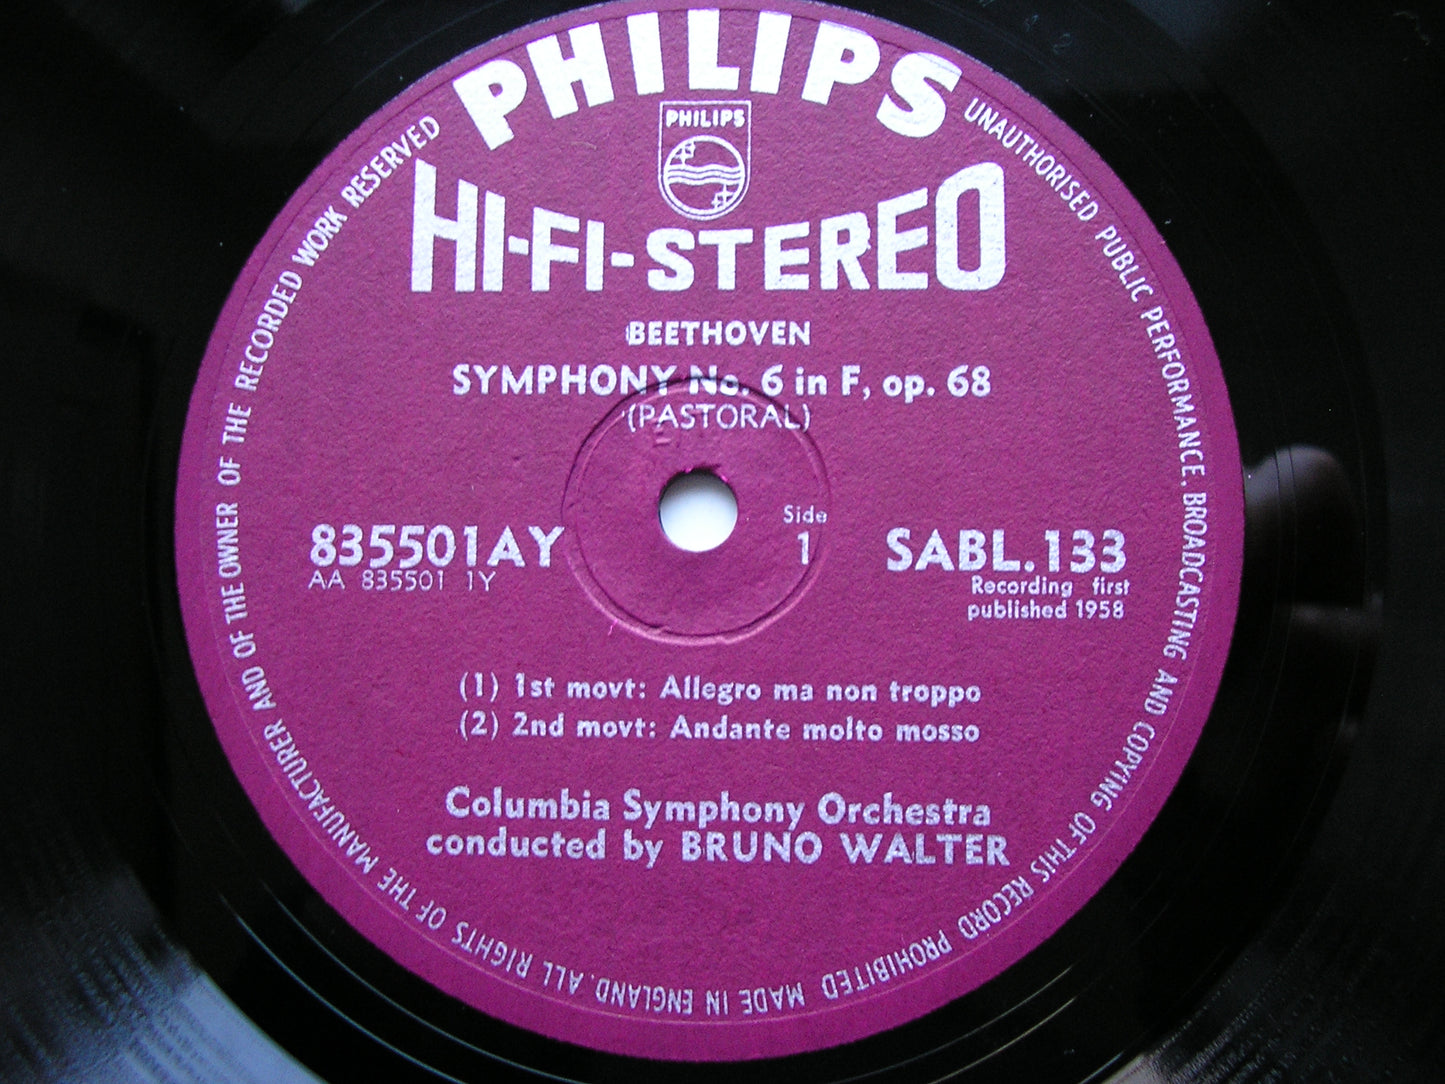 PHILIPS
PHILIPS
HI-FI-STEREO
BEETHOVEN
SYMPHONY No. 6 in F, op. 68
(PASTORAL)
835501AY
AA 835501 1Y
Side
1
SABL.133
Recording first
published 1958
(1) 1st movt: Allegro ma non troppo
(2) 2nd movt: Andante molto mosso
Columbia Symphony Orchestra
conducted by BRUNO WALTER
ALL RIGHTS OF THE MANUFACTURER AND OF THE OWNER OF THE RECORDED WORK RESERVED
UNAUTHORISED PUBLIC PERFORMANCE, BROADCASTING AND COPYING OF THIS RECORD PROHIBITED MADE IN ENGLAND.